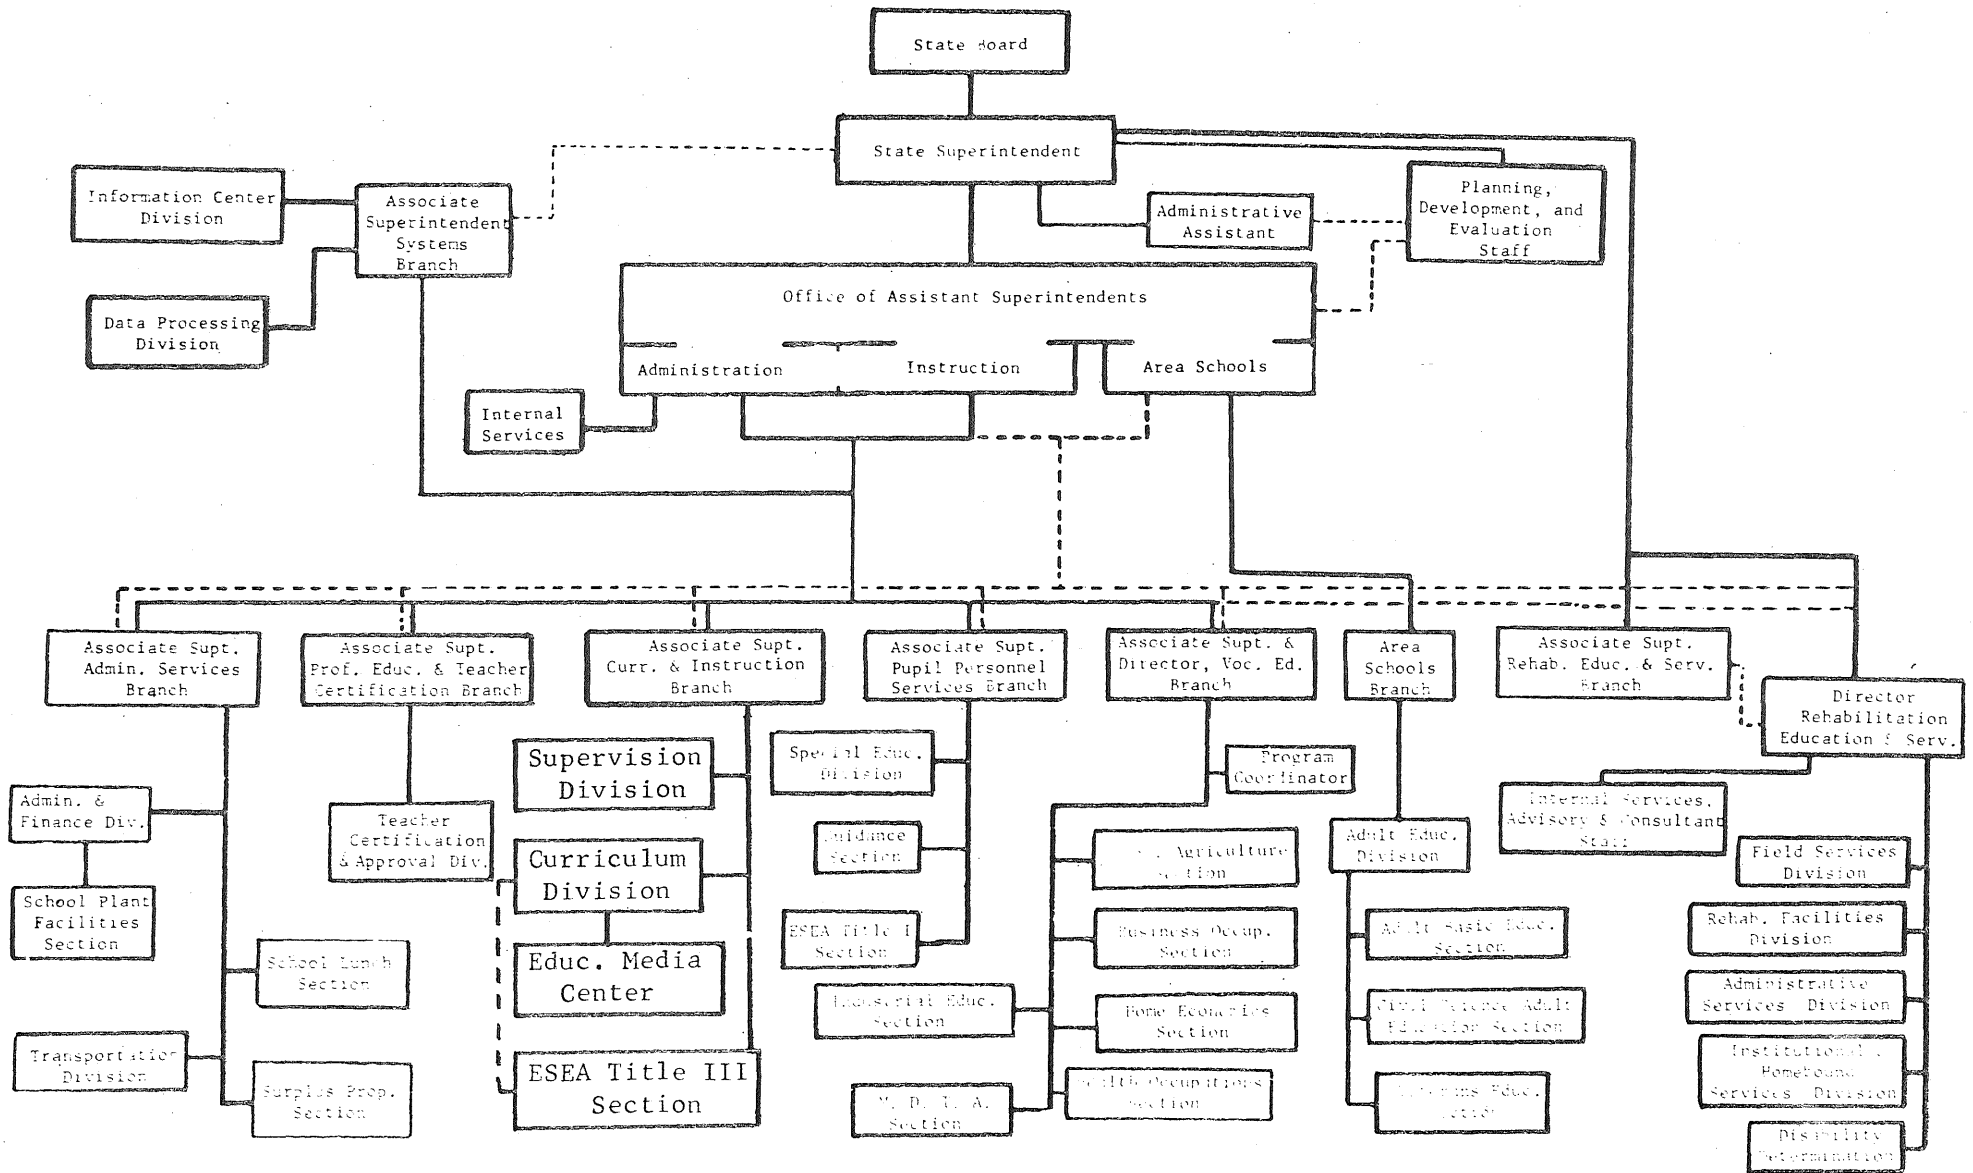 State Board
State Superintendent
Information Center
Division
Associate
Superintendent
Systems
Branch
Administrative
Assistant
Planning,
Development, and
Evaluation
Staff
Data Processing
Division
Office of Assistant Superintendents
Administration
Instruction
Area Schools
Internal
Services
Associate Supt.
Admin. Services
Branch
Associate Supt.
Prof. Educ. & Teacher
Certification Branch
Associate Supt.
Curr. & Instruction
Branch
Associate Supt.
Pupil Personnel
Services Branch
Associate Supt. &
Director, Voc. Ed.
Branch
Area
Schools
Branch
Associate Supt.
Rehab. Educ. & Serv.
Branch
Director
Rehabilitation
Education & Serv.
Admin. &
Finance Div.
School Plant
Facilities
Section
School Lunch
Section
Transportation
Division
Surplus Prop.
Section
Teacher
Certification
& Approval Div.
Supervision
Division
Curriculum
Division
Educ. Media
Center
ESEA Title III
Section
Special Educ.
Division
Guidance
Section
ESEA Title I
Section
Program
Coordinator
Agriculture
Section
Business Occup.
Section
Industrial Educ.
Section
Home Economics
Section
M. D. T. A.
Section
Health Occupations
Section
Adult Educ.
Division
Adult Basic Educ.
Section
Civil Defense Adult
Education Section
Veterans Educ.
Section
Internal Services,
Advisory & Consultant
Staff
Field Services
Division
Rehab. Facilities
Division
Administrative
Services Division
Institutional
Homebound
Services Division
Disability
Determination